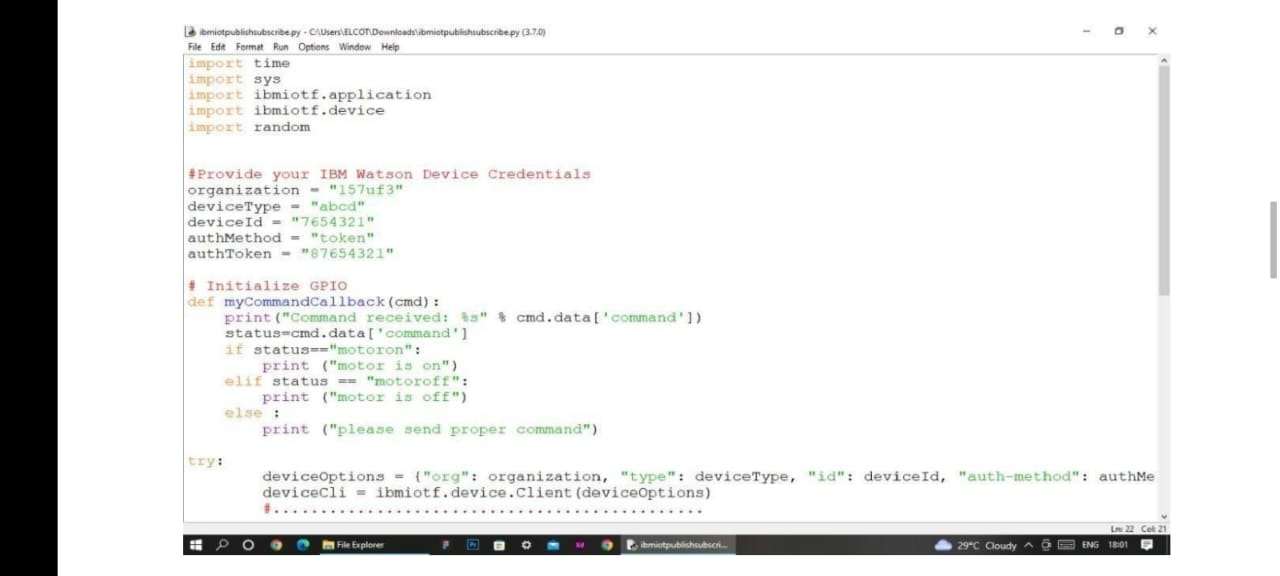 ibmiotpublishsubscribe.py - C:\Users\ELCOT\Downloads\ibmiotpublishsubscribe.py (3.7.0)
File Edit Format Run Options Window Help
import time
import sys
import ibmiotf.application
import ibmiotf.device
import random
#Provide your IBM Watson Device Credentials
organization = "157uf3"
deviceType = "abcd"
deviceId = "7654321"
authMethod = "token"
authToken = "87654321"
# Initialize GPIO
def myCommandCallback(cmd):
    print("Command received: %s" % cmd.data['command'])
    status=cmd.data['command']
    if status=="motoron":
        print ("motor is on")
    elif status == "motoroff":
        print ("motor is off")
    else :
        print ("please send proper command")
try:
        deviceOptions = {"org": organization, "type": deviceType, "id": deviceId, "auth-method": authMe
        deviceCli = ibmiotf.device.Client(deviceOptions)
        #..............................................
Ln: 22 Col: 21
File Explorer ibmiotpublishsubscri... 29°C Cloudy ENG 18:01